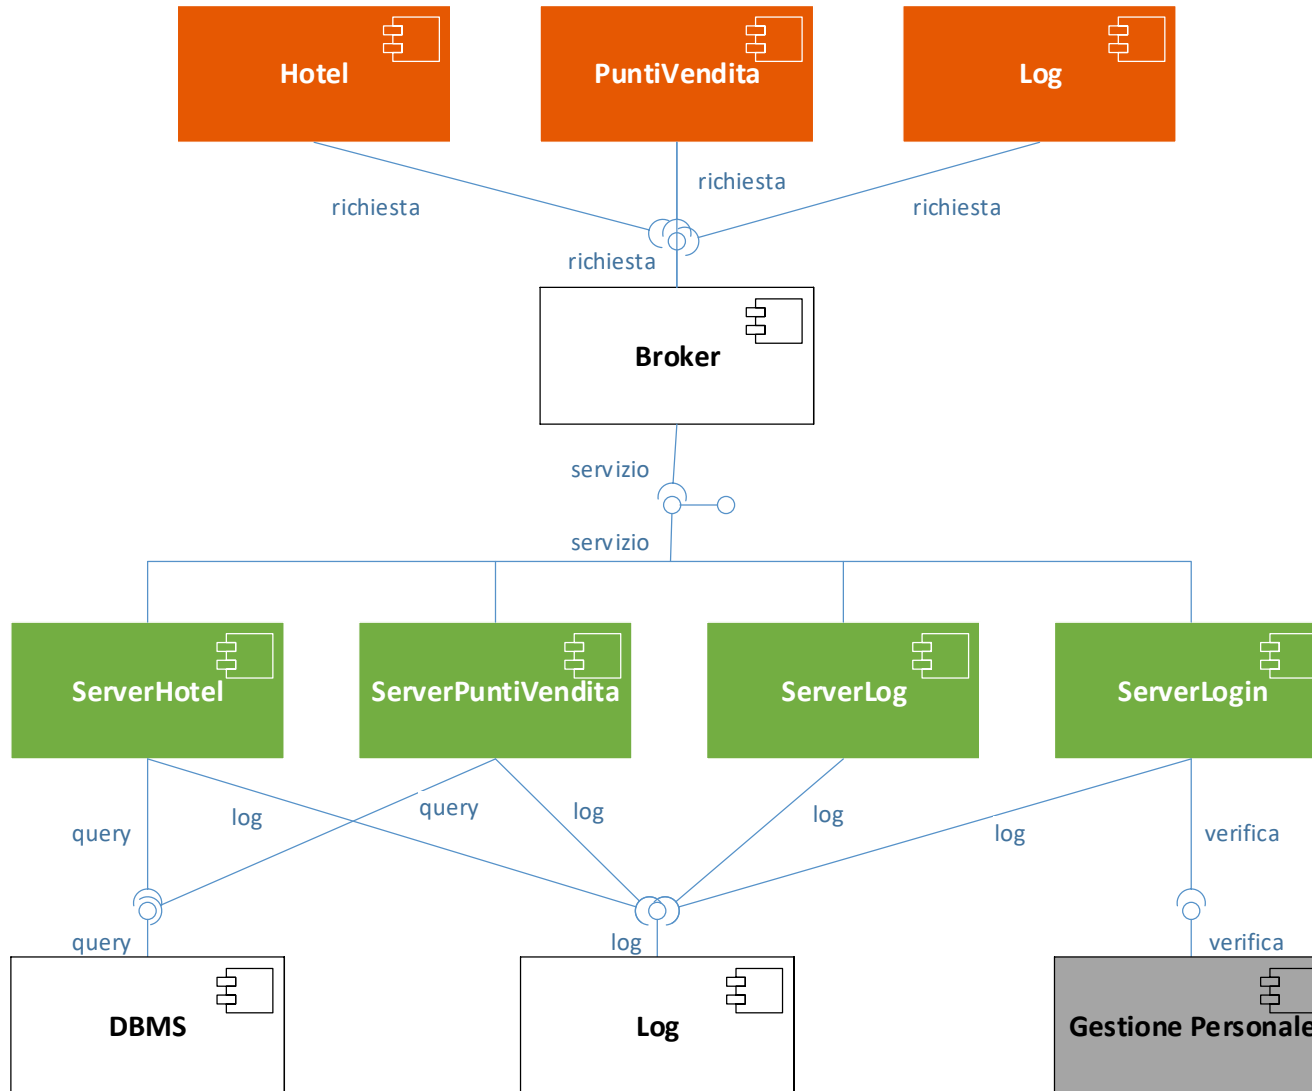 Hotel
PuntiVendita
Log
richiesta
richiesta
richiesta
richiesta
Broker
servizio
servizio
ServerHotel
ServerPuntiVendita
ServerLog
ServerLogin
query
log
query
log
log
log
verifica
query
log
verifica
DBMS
Log
Gestione Personale